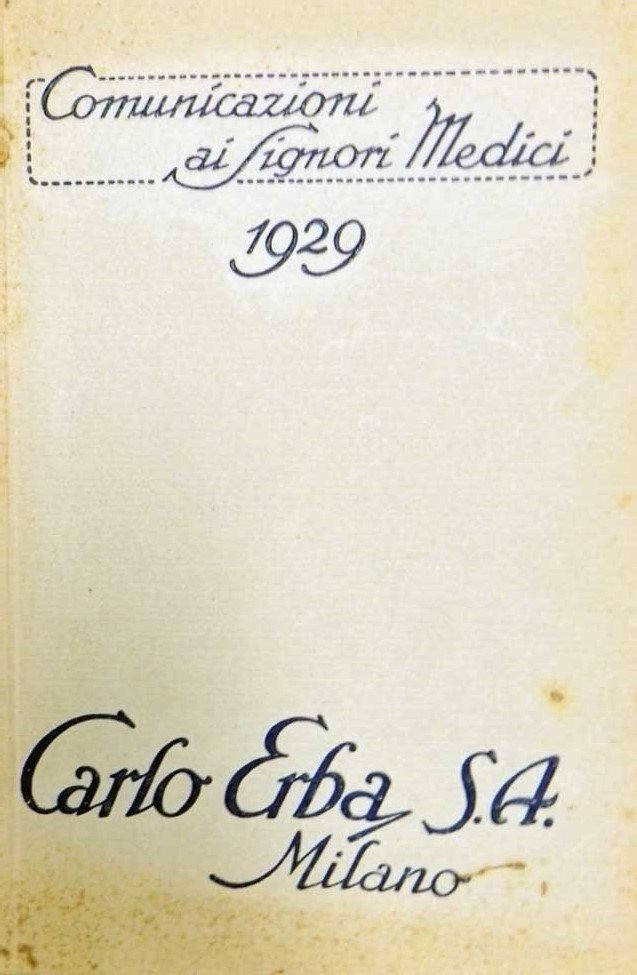 Comunicazioni
ai Signori Medici
1929
Carlo Erba S.A.
Milano